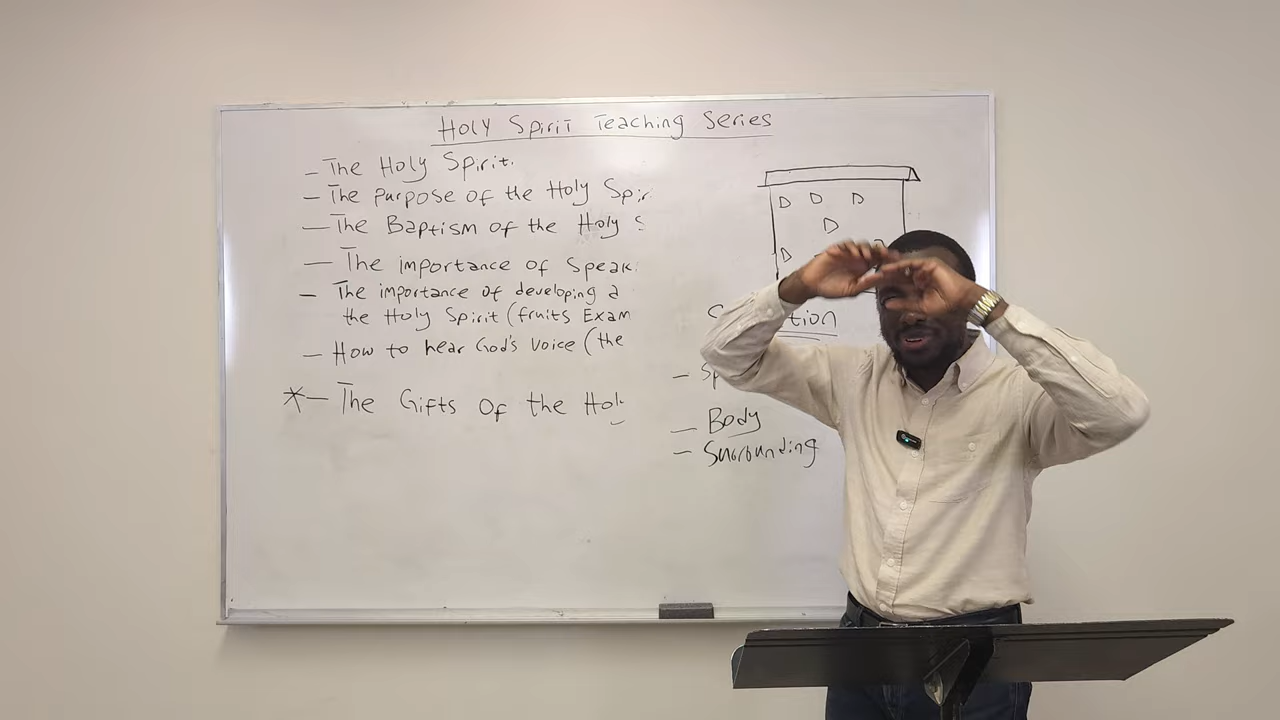 Holy Spirit Teaching Series
– The Holy Spirit.
– The purpose of the Holy Spir
– The Baptism of the Holy S
– The importance of Speak
– The importance of developing a
the Holy Spirit (fruits Exam
– How to hear God's voice (the
*– The Gifts of the Hol
tion
– Sp
– Body
– Surrounding